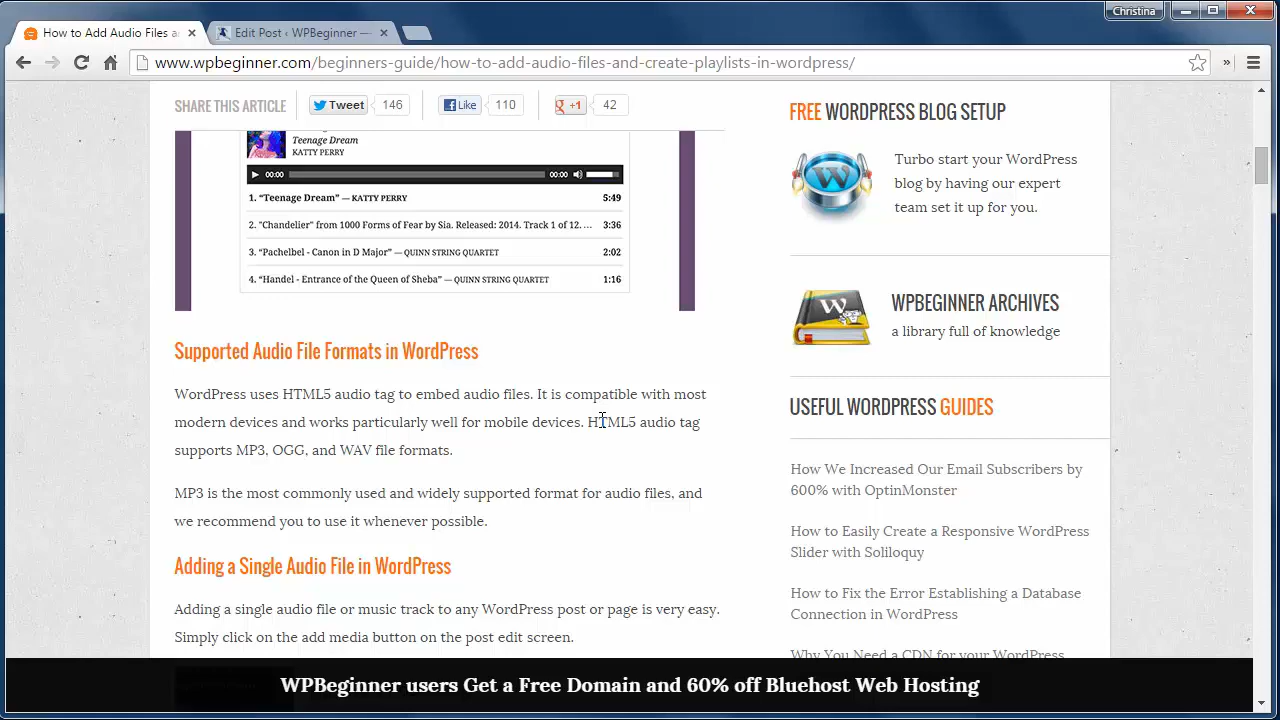 Christina
How to Add Audio Files a
Edit Post ‹ WPBeginner —
www.wpbeginner.com/beginners-guide/how-to-add-audio-files-and-create-playlists-in-wordpress/
SHARE THIS ARTICLE
Tweet 146
Like 110
+1 42
Teenage Dream
KATTY PERRY
00:00 00:00
1. “Teenage Dream” — KATTY PERRY 5:49
2. "Chandelier" from 1000 Forms of Fear by Sia. Released: 2014. Track 1 of 12. ... 3:36
3. “Pachelbel - Canon in D Major” — QUINN STRING QUARTET 2:02
4. “Handel - Entrance of the Queen of Sheba” — QUINN STRING QUARTET 1:16
Supported Audio File Formats in WordPress
WordPress uses HTML5 audio tag to embed audio files. It is compatible with most
modern devices and works particularly well for mobile devices. HTML5 audio tag
supports MP3, OGG, and WAV file formats.
MP3 is the most commonly used and widely supported format for audio files, and
we recommend you to use it whenever possible.
Adding a Single Audio File in WordPress
Adding a single audio file or music track to any WordPress post or page is very easy.
Simply click on the add media button on the post edit screen.
FREE WORDPRESS BLOG SETUP
Turbo start your WordPress
blog by having our expert
team set it up for you.
WPBEGINNER ARCHIVES
a library full of knowledge
USEFUL WORDPRESS GUIDES
How We Increased Our Email Subscribers by
600% with OptinMonster
How to Easily Create a Responsive WordPress
Slider with Soliloquy
How to Fix the Error Establishing a Database
Connection in WordPress
Why You Need a CDN for your WordPress
WPBeginner users Get a Free Domain and 60% off Bluehost Web Hosting